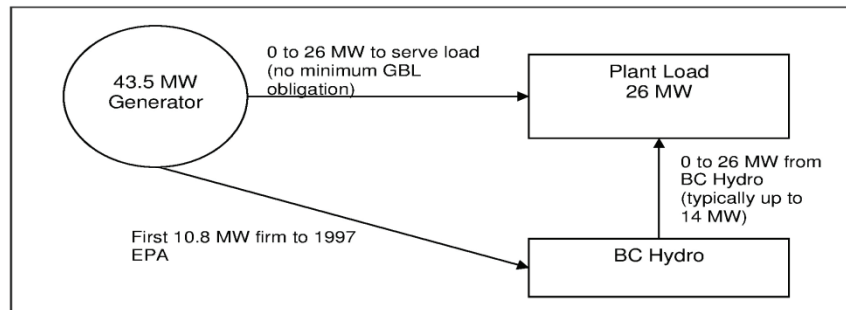 43.5 MW
Generator
0 to 26 MW to serve load
(no minimum GBL
obligation)
Plant Load
26 MW
0 to 26 MW from
BC Hydro
(typically up to
14 MW)
First 10.8 MW firm to 1997
EPA
BC Hydro